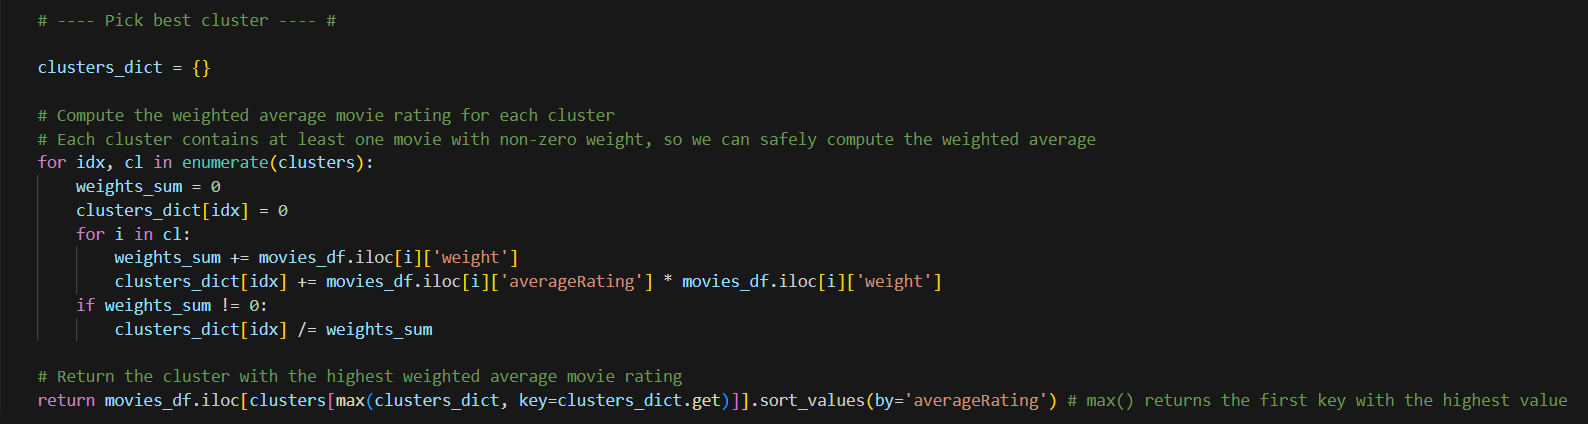 # ---- Pick best cluster ---- #
clusters_dict = {}
# Compute the weighted average movie rating for each cluster
# Each cluster contains at least one movie with non-zero weight, so we can safely compute the weighted average
for idx, cl in enumerate(clusters):
    weights_sum = 0
    clusters_dict[idx] = 0
    for i in cl:
        weights_sum += movies_df.iloc[i]['weight']
        clusters_dict[idx] += movies_df.iloc[i]['averageRating'] * movies_df.iloc[i]['weight']
    if weights_sum != 0:
        clusters_dict[idx] /= weights_sum
# Return the cluster with the highest weighted average movie rating
return movies_df.iloc[clusters[max(clusters_dict, key=clusters_dict.get)]].sort_values(by='averageRating') # max() returns the first key with the highest value